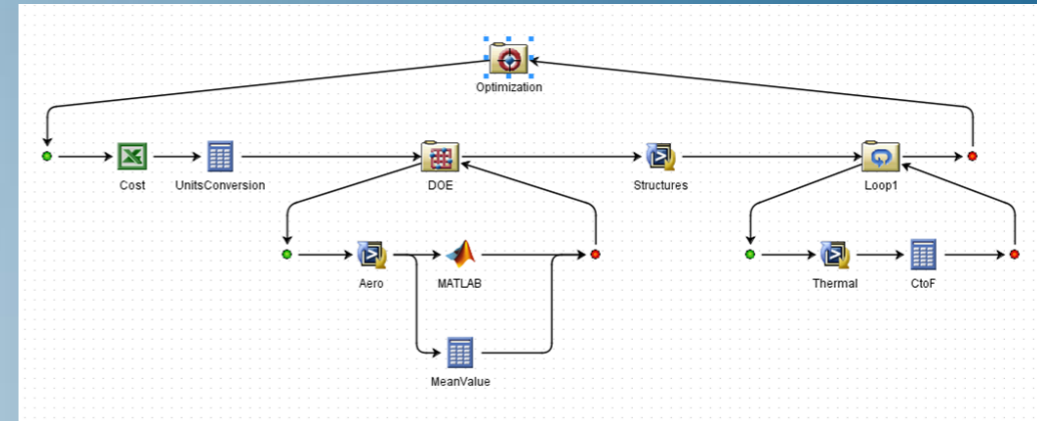 Optimization
Cost
UnitsConversion
DOE
Structures
Loop1
Aero
MATLAB
Thermal
CtoF
MeanValue